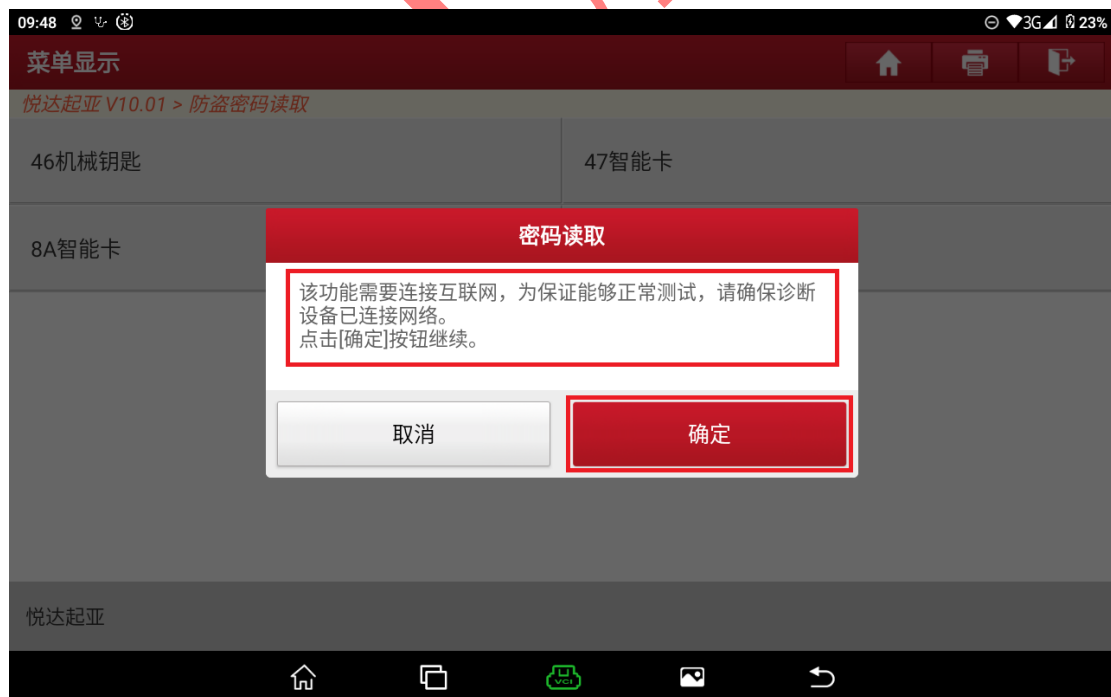 09:48 3G 23%
菜单显示
悦达起亚 V10.01 > 防盗密码读取
46机械钥匙 47智能卡
8A智能卡
密码读取
该功能需要连接互联网，为保证能够正常测试，请确保诊断
设备已连接网络。
点击[确定]按钮继续。
取消 确定
悦达起亚
VCI